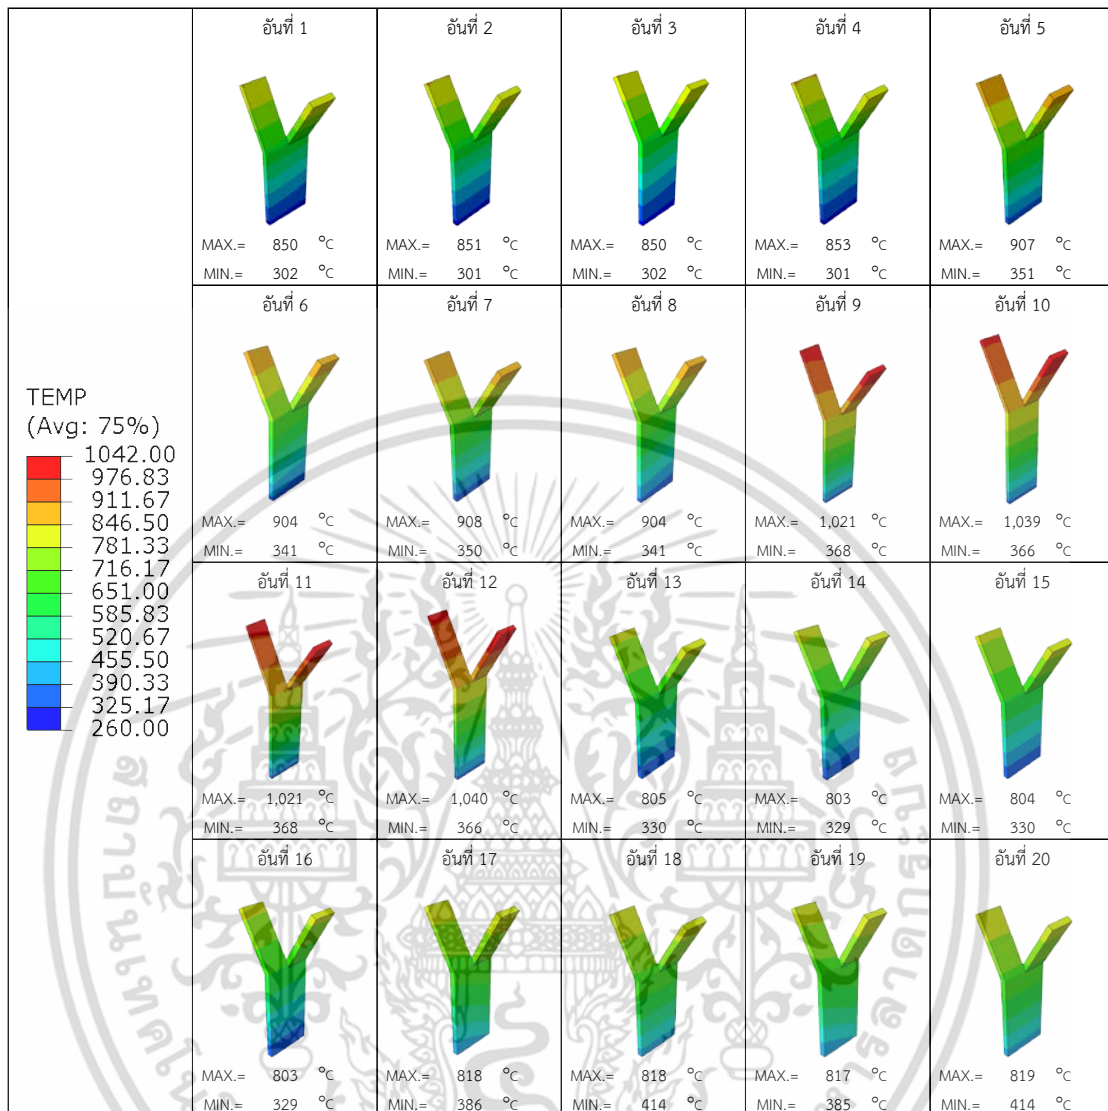 อันที่ 1 อันที่ 2 อันที่ 3 อันที่ 4 อันที่ 5
MAX.= 850 °C MAX.= 851 °C MAX.= 850 °C MAX.= 853 °C MAX.= 907 °C
MIN.= 302 °C MIN.= 301 °C MIN.= 302 °C MIN.= 301 °C MIN.= 351 °C
อันที่ 6 อันที่ 7 อันที่ 8 อันที่ 9 อันที่ 10
MAX.= 904 °C MAX.= 908 °C MAX.= 904 °C MAX.= 1,021 °C MAX.= 1,039 °C
MIN.= 341 °C MIN.= 350 °C MIN.= 341 °C MIN.= 368 °C MIN.= 366 °C
TEMP
(Avg: 75%)
1042.00
976.83
911.67
846.50
781.33
716.17
651.00
585.83
520.67
455.50
390.33
325.17
260.00
อันที่ 11 อันที่ 12 อันที่ 13 อันที่ 14 อันที่ 15
MAX.= 1,021 °C MAX.= 1,040 °C MAX.= 805 °C MAX.= 803 °C MAX.= 804 °C
MIN.= 368 °C MIN.= 366 °C MIN.= 330 °C MIN.= 329 °C MIN.= 330 °C
อันที่ 16 อันที่ 17 อันที่ 18 อันที่ 19 อันที่ 20
MAX.= 803 °C MAX.= 818 °C MAX.= 818 °C MAX.= 817 °C MAX.= 819 °C
MIN.= 329 °C MIN.= 386 °C MIN.= 414 °C MIN.= 385 °C MIN.= 414 °C